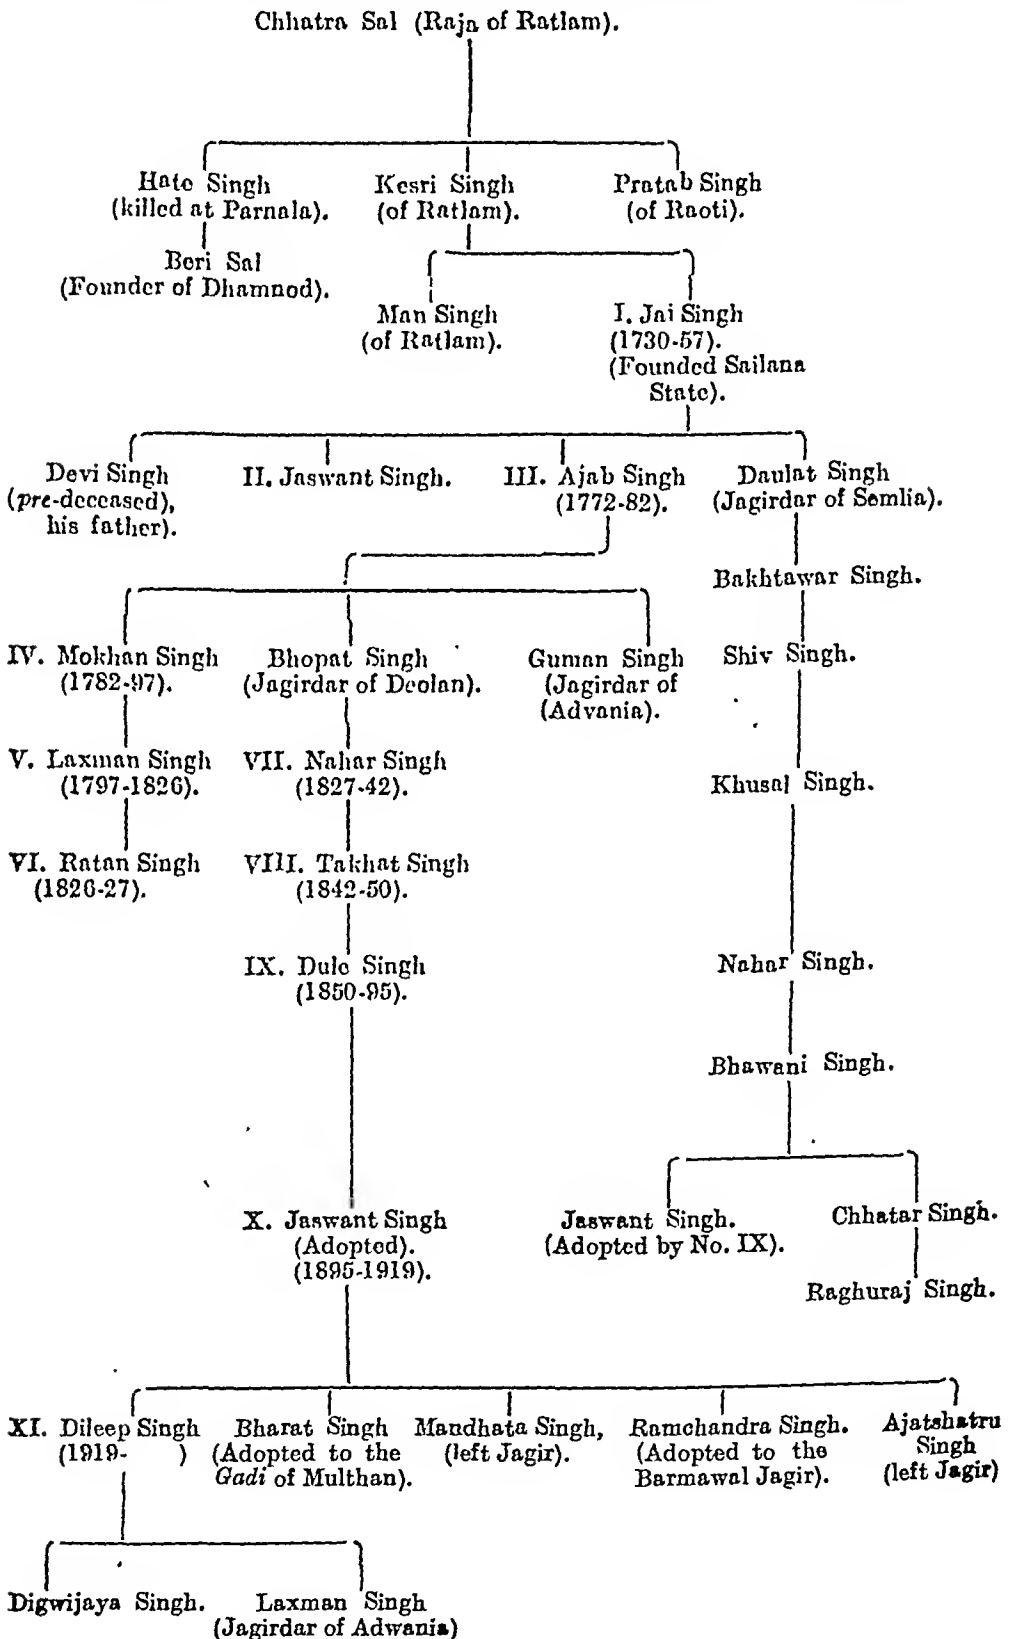 Chhatra Sal (Raja of Ratlam).
Hate Singh
(killed at Parnala).
Kesri Singh
(of Ratlam).
Pratab Singh
(of Raoti).
Beri Sal
(Founder of Dhamnod).
Man Singh
(of Ratlam).
I. Jai Singh
(1730-57).
(Founded Sailana
State).
Devi Singh
(pre-deceased),
his father).
II. Jaswant Singh.
III. Ajab Singh
(1772-82).
Daulat Singh
(Jagirdar of Semlia).
Bakhtawar Singh.
IV. Mokhan Singh
(1782-97).
Bhopat Singh
(Jagirdar of Deolan).
Guman Singh
(Jagirdar of
(Advania).
Shiv Singh.
V. Laxman Singh
(1797-1826).
VII. Nahar Singh
(1827-42).
Khusal Singh.
VI. Ratan Singh
(1826-27).
VIII. Takhat Singh
(1842-50).
IX. Dule Singh
(1850-95).
Nahar Singh.
Bhawani Singh.
X. Jaswant Singh
(Adopted).
(1895-1919).
Jaswant Singh.
(Adopted by No. IX).
Chhatar Singh.
Raghuraj Singh.
XI. Dileep Singh
(1919- )
Bharat Singh
(Adopted to the
Gadi of Multhan).
Mandhata Singh,
(left Jagir).
Ramchandra Singh.
(Adopted to the
Barmawal Jagir).
Ajatshatru
Singh
(left Jagir)
Digwijaya Singh.
Laxman Singh
(Jagirdar of Adwania)